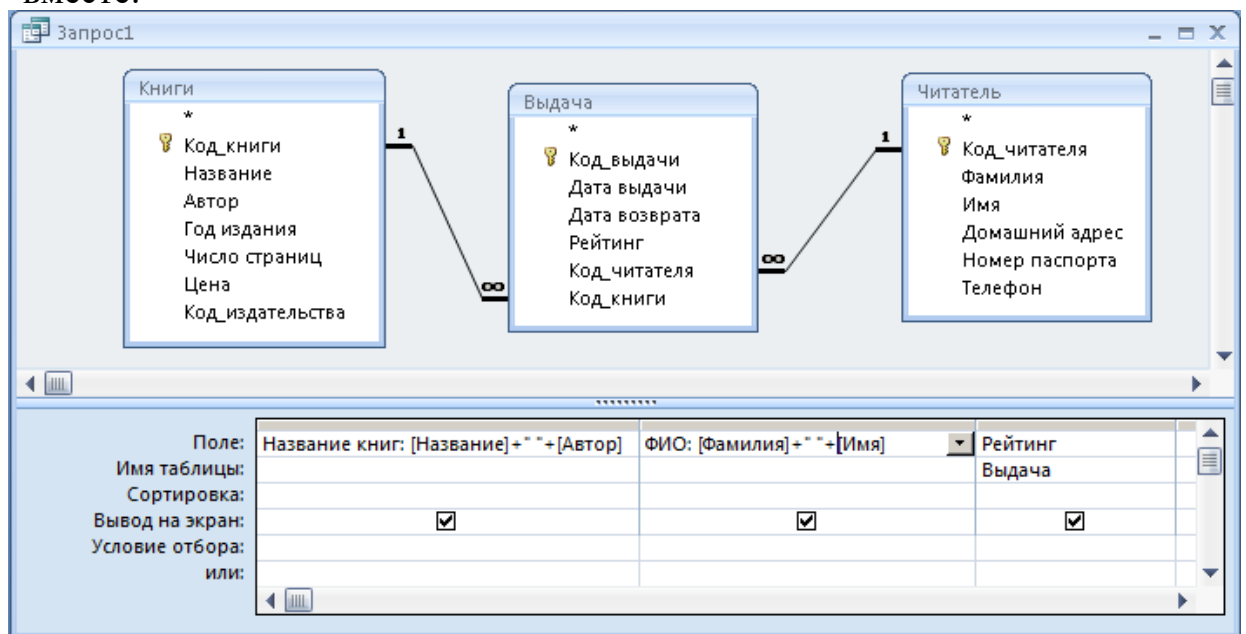 вместе.
Запрос1
Книги
*
Код_книги
Название
Автор
Год издания
Число страниц
Цена
Код_издательства
1
∞
Выдача
*
Код_выдачи
Дата выдачи
Дата возврата
Рейтинг
Код_читателя
Код_книги
1
∞
Читатель
*
Код_читателя
Фамилия
Имя
Домашний адрес
Номер паспорта
Телефон
Поле: Название книг: [Название]+" "+[Автор] ФИО: [Фамилия]+" "+[Имя] Рейтинг
Имя таблицы: Выдача
Сортировка:
Вывод на экран:
Условие отбора:
или: